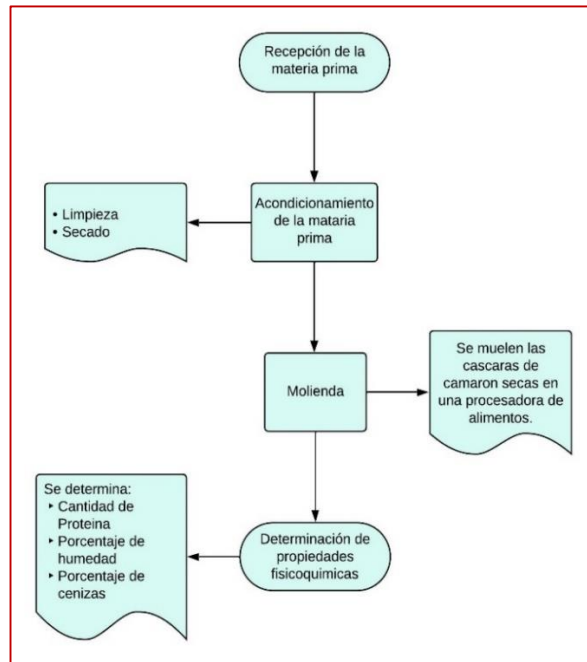 Recepción de la
materia prima
Acondicionamiento
de la mataria
prima
• Limpieza
• Secado
Molienda
Se muelen las
cascaras de
camaron secas en
una procesadora de
alimentos.
Determinación de
propiedades
fisicoquimicas
Se determina:
‣ Cantidad de
Proteina
‣ Porcentaje de
humedad
‣ Porcentaje de
cenizas